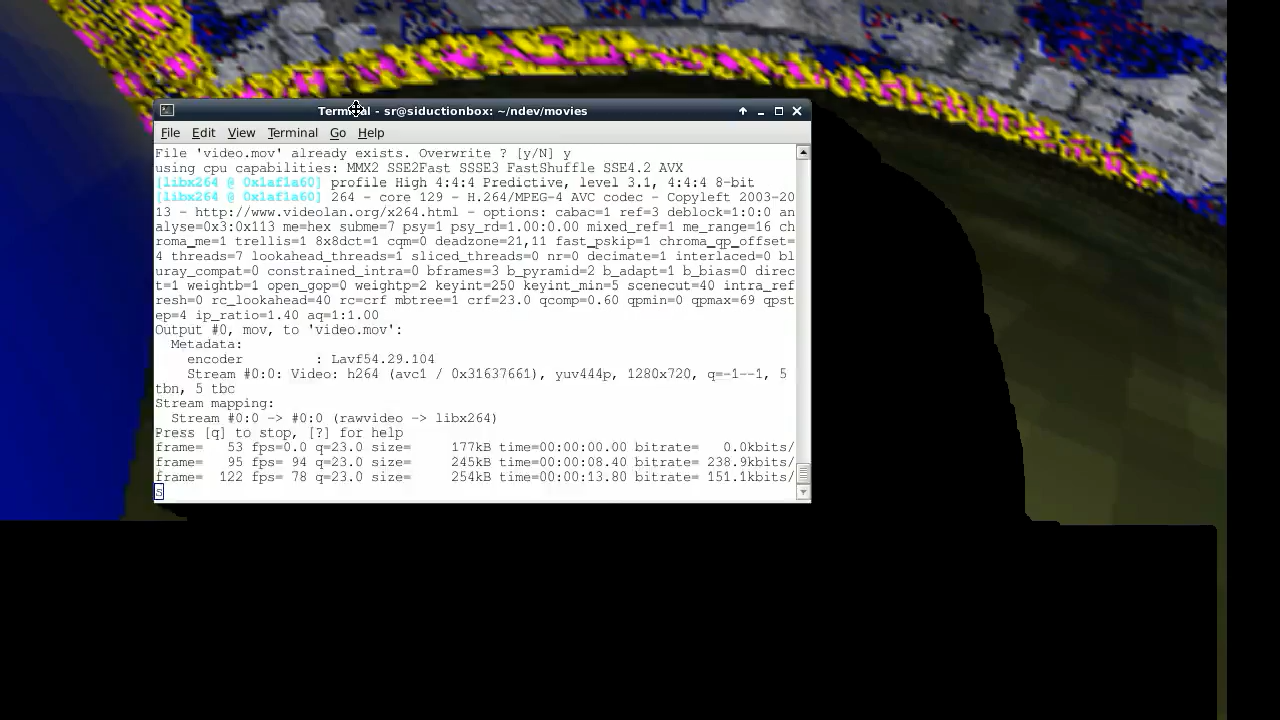 Terminal - sr@siductionbox: ~/ndev/movies
File Edit View Terminal Go Help
File 'video.mov' already exists. Overwrite ? [y/N] y
using cpu capabilities: MMX2 SSE2Fast SSSE3 FastShuffle SSE4.2 AVX
[libx264 @ 0x1af1a60] profile High 4:4:4 Predictive, level 3.1, 4:4:4 8-bit
[libx264 @ 0x1af1a60] 264 - core 129 - H.264/MPEG-4 AVC codec - Copyleft 2003-20
13 - http://www.videolan.org/x264.html - options: cabac=1 ref=3 deblock=1:0:0 an
alyse=0x3:0x113 me=hex subme=7 psy=1 psy_rd=1.00:0.00 mixed_ref=1 me_range=16 ch
roma_me=1 trellis=1 8x8dct=1 cqm=0 deadzone=21,11 fast_pskip=1 chroma_qp_offset=
4 threads=7 lookahead_threads=1 sliced_threads=0 nr=0 decimate=1 interlaced=0 bl
uray_compat=0 constrained_intra=0 bframes=3 b_pyramid=2 b_adapt=1 b_bias=0 direc
t=1 weightb=1 open_gop=0 weightp=2 keyint=250 keyint_min=5 scenecut=40 intra_ref
resh=0 rc_lookahead=40 rc=crf mbtree=1 crf=23.0 qcomp=0.60 qpmin=0 qpmax=69 qpst
ep=4 ip_ratio=1.40 aq=1:1.00
Output #0, mov, to 'video.mov':
Metadata:
encoder : Lavf54.29.104
Stream #0:0: Video: h264 (avc1 / 0x31637661), yuv444p, 1280x720, q=-1--1, 5
tbn, 5 tbc
Stream mapping:
Stream #0:0 -> #0:0 (rawvideo -> libx264)
Press [q] to stop, [?] for help
frame= 53 fps=0.0 q=23.0 size= 177kB time=00:00:00.00 bitrate= 0.0kbits/
frame= 95 fps= 94 q=23.0 size= 245kB time=00:00:08.40 bitrate= 238.9kbits/
frame= 122 fps= 78 q=23.0 size= 254kB time=00:00:13.80 bitrate= 151.1kbits/
s